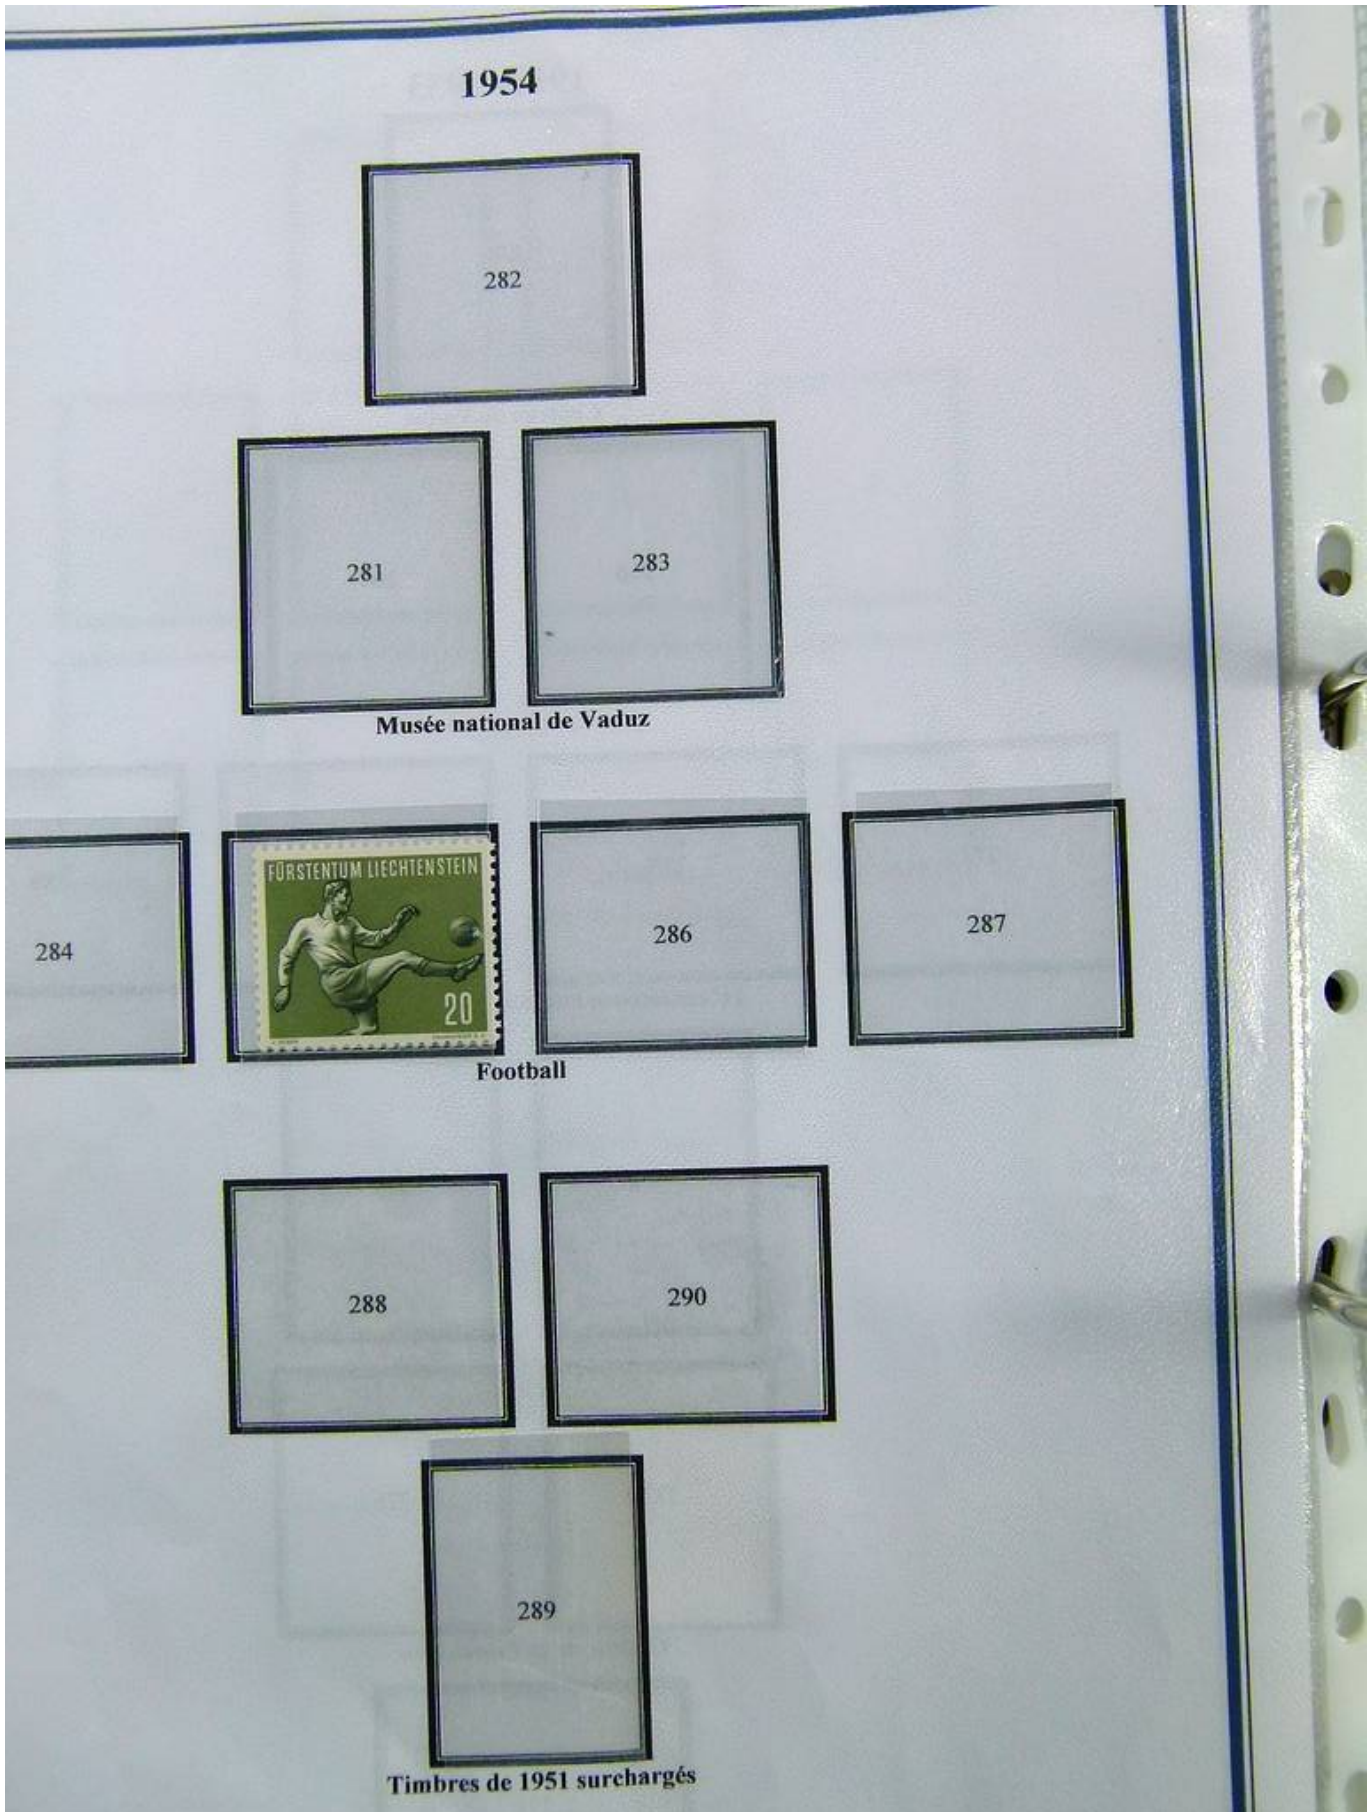 1954
282
281
283
Musée national de Vaduz
284
FÜRSTENTUM LIECHTENSTEIN
20
286
287
Football
288
290
289
Timbres de 1951 surchargés